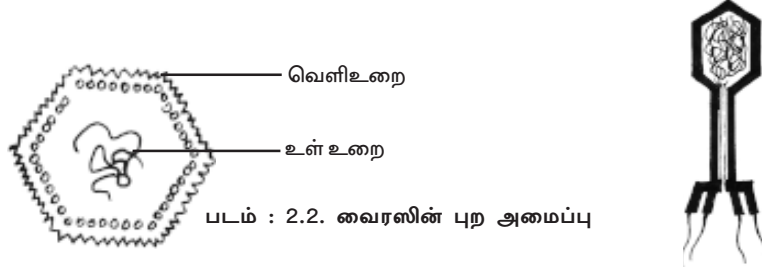 வெளிஉறை
உள் உறை
படம் : 2.2. வைரஸின் புற அமைப்பு